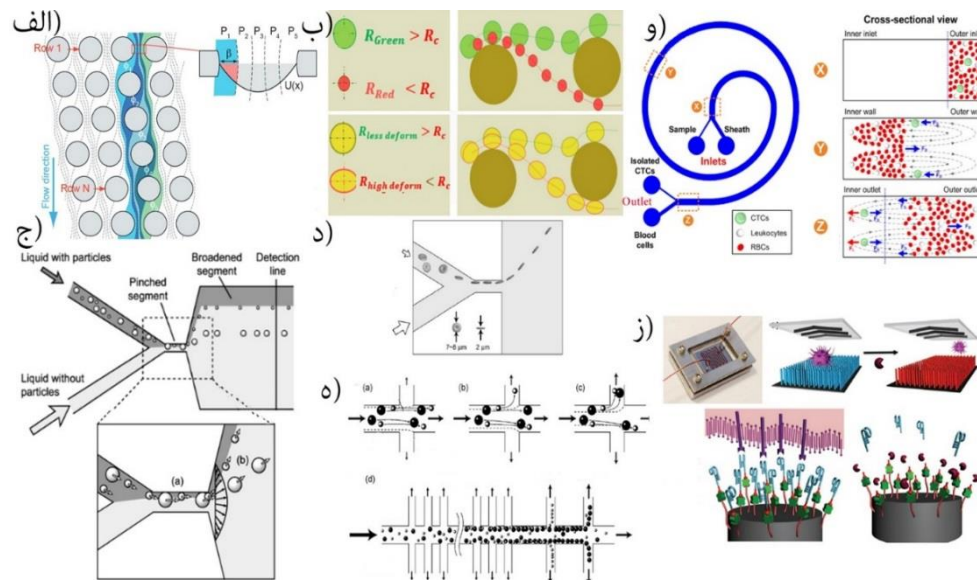 الف)
Row 1
Row N
Flow direction
P₁ P₂ P₃ P₄ P₅
β
U(x)
ب)
R_Green > R_c
R_Red < R_c
R_less deform > R_c
R_high deform < R_c
و)
Y
X
Sample
Sheath
Inlets
Isolated CTCs
Outlet
Z
Blood cells
CTCs
Leukocytes
RBCs
Cross-sectional view
Inner inlet
Outer inl
X
Inner wall
Outer w
Y
Inner outlet
Outer ou
Z
ج)
Liquid with particles
Pinched segment
Broadened segment
Detection line
Liquid without particles
(a)
(b)
د)
7~8 μm
2 μm
ه)
(a)
(b)
(c)
(d)
ز)